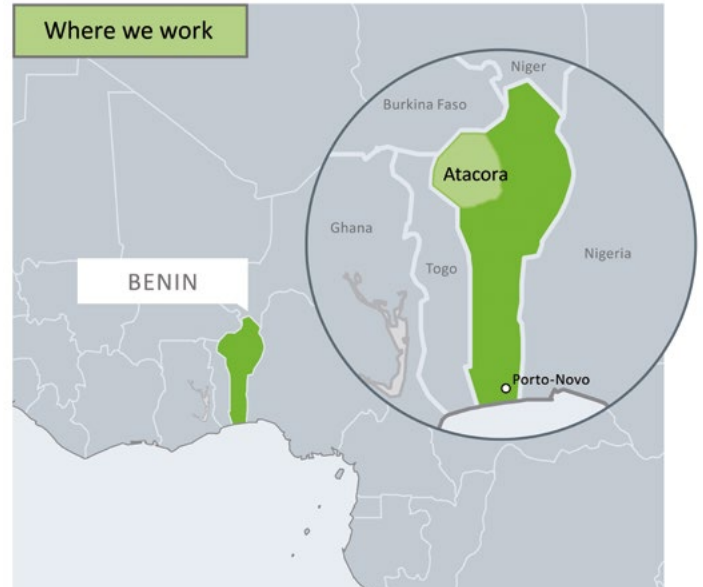 Where we work
Niger
Burkina Faso
Atacora
Ghana
Togo
Nigeria
BENIN
Porto-Novo